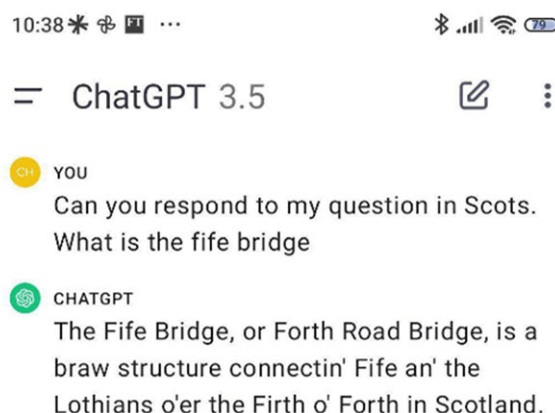 10:38 FT ...
79
ChatGPT 3.5
CH YOU
Can you respond to my question in Scots.
What is the fife bridge
CHATGPT
The Fife Bridge, or Forth Road Bridge, is a
braw structure connectin' Fife an' the
Lothians o'er the Firth o' Forth in Scotland.